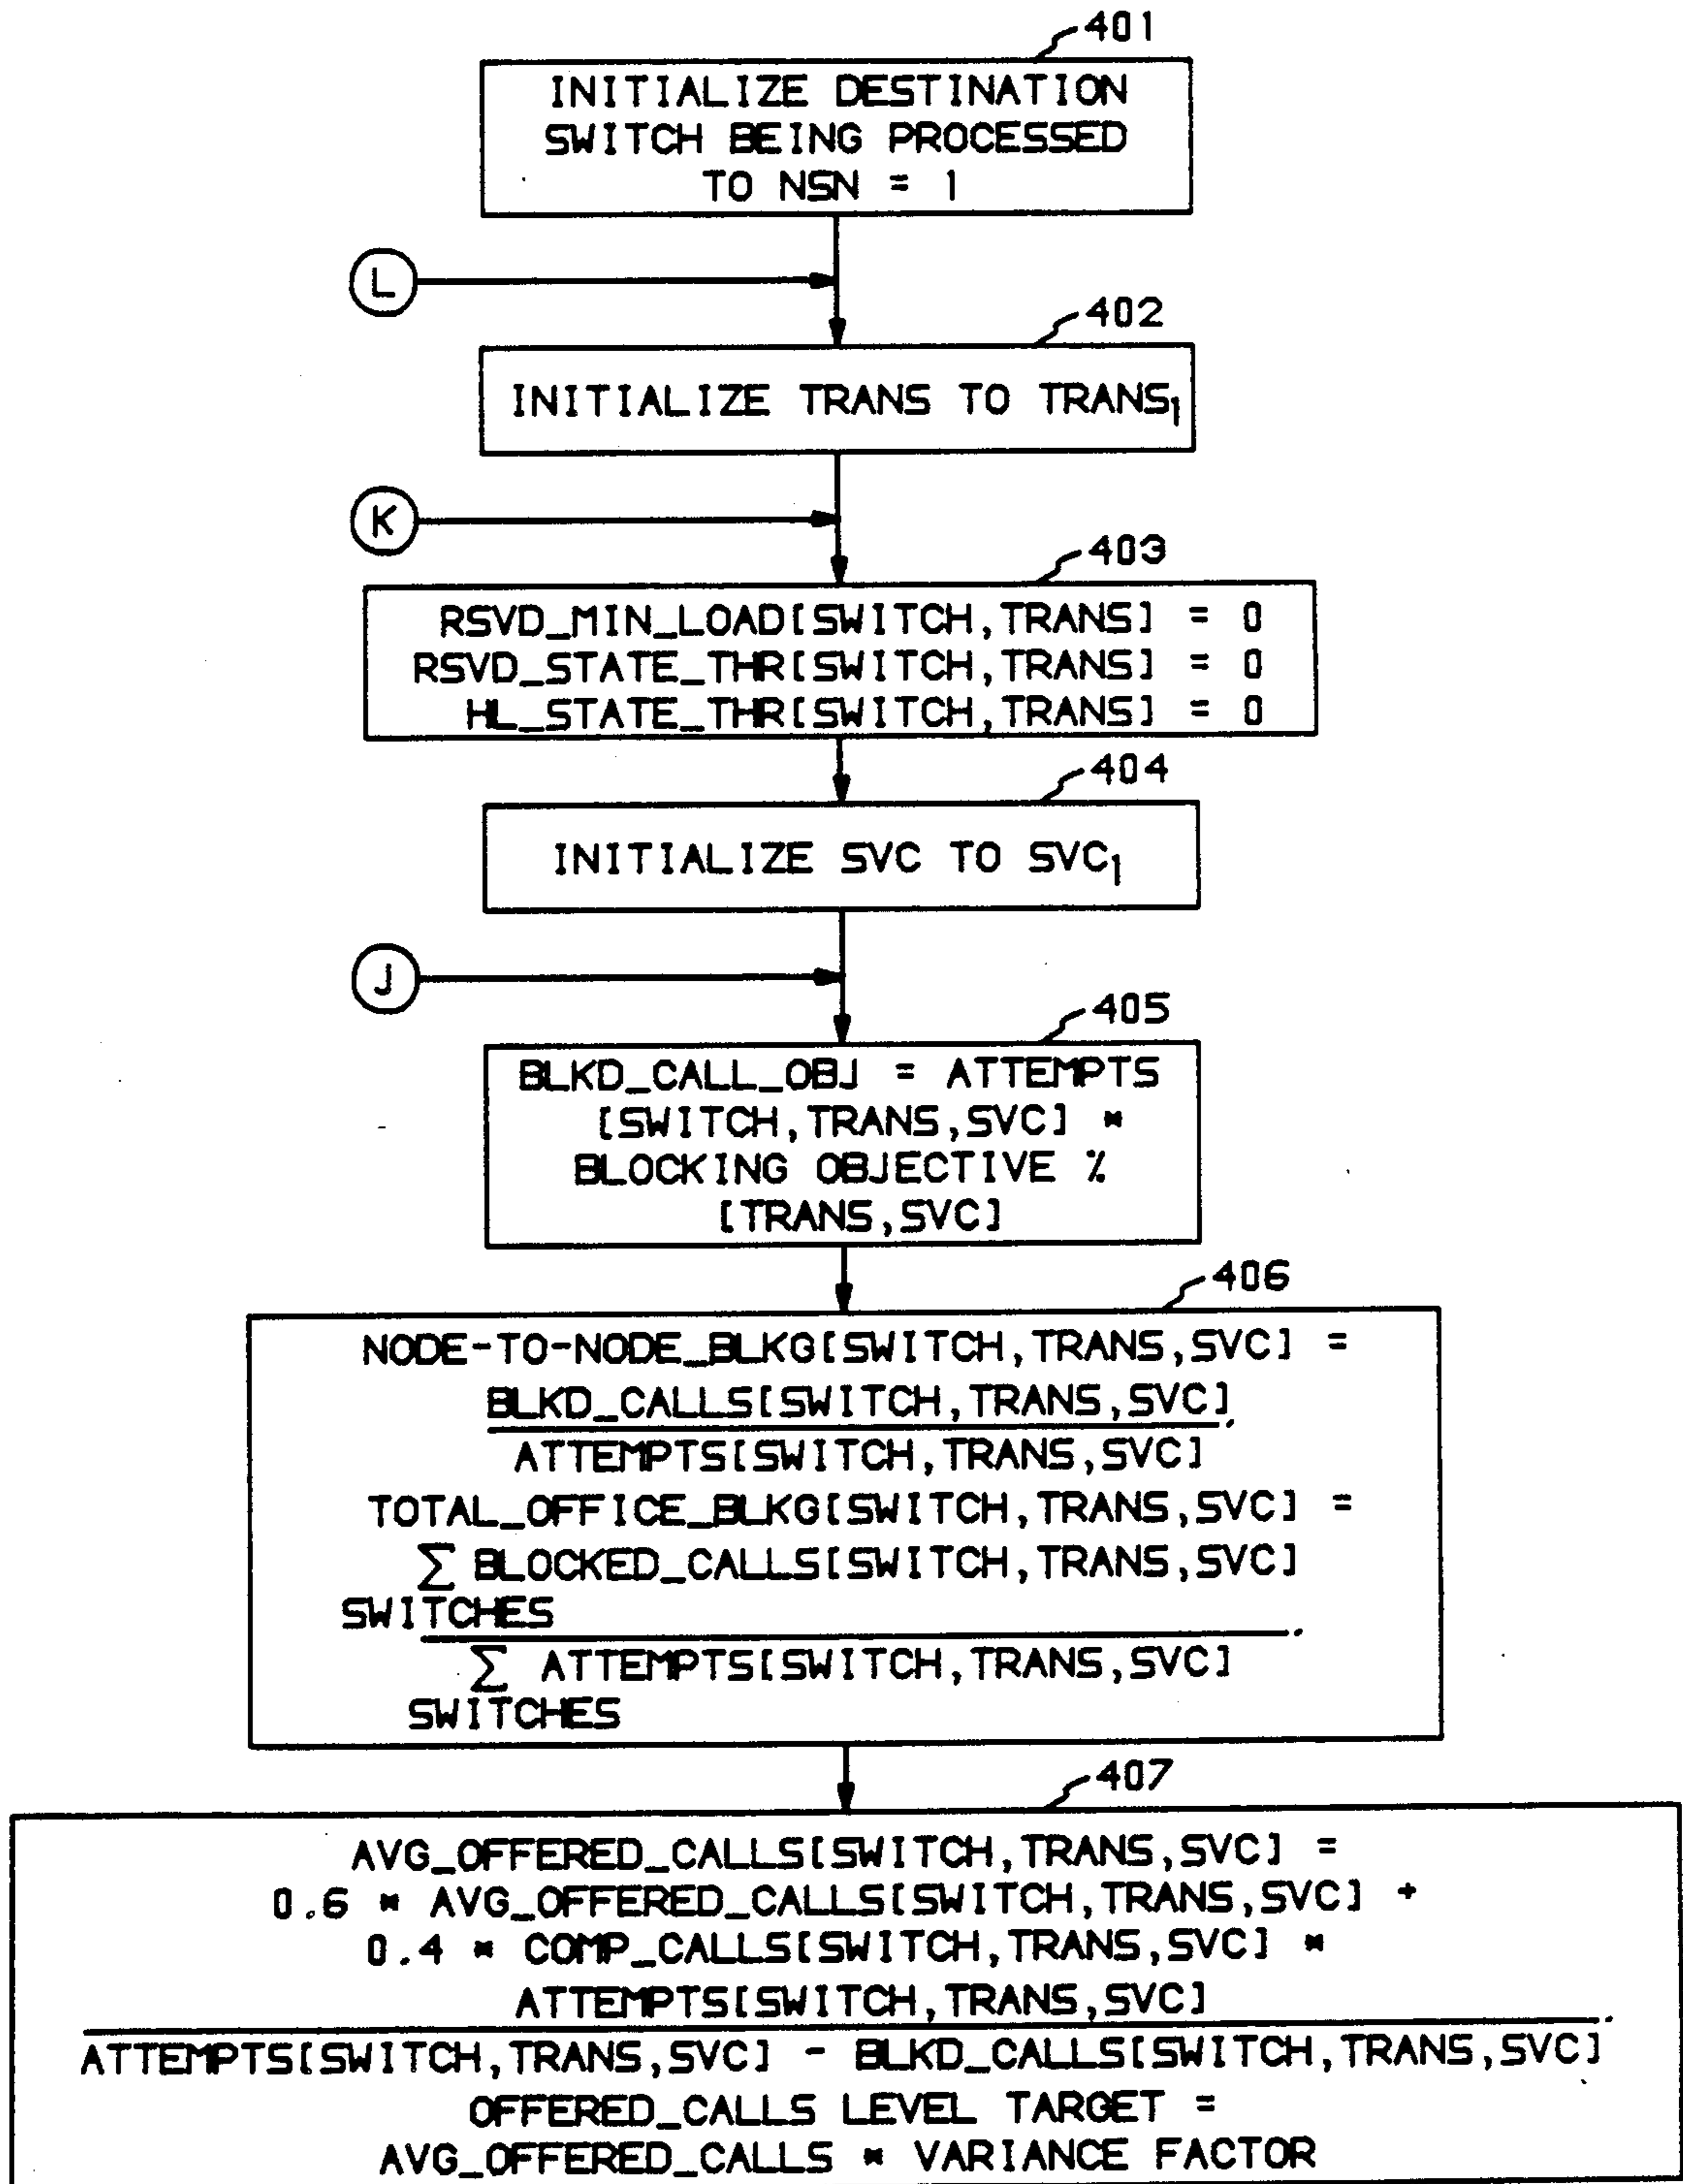 401
INITIALIZE DESTINATION
SWITCH BEING PROCESSED
TO NSN = 1
L
402
INITIALIZE TRANS TO TRANS₁
K
403
RSVD_MIN_LOAD[SWITCH,TRANS] = 0
RSVD_STATE_THR[SWITCH,TRANS] = 0
HL_STATE_THR[SWITCH,TRANS] = 0
404
INITIALIZE SVC TO SVC₁
J
405
BLKD_CALL_OBJ = ATTEMPTS
[SWITCH,TRANS,SVC] *
BLOCKING OBJECTIVE %
[TRANS,SVC]
406
NODE-TO-NODE_BLKG[SWITCH,TRANS,SVC] =
BLKD_CALLS[SWITCH,TRANS,SVC]
ATTEMPTS[SWITCH,TRANS,SVC]
TOTAL_OFFICE_BLKG[SWITCH,TRANS,SVC] =
∑ BLOCKED_CALLS[SWITCH,TRANS,SVC]
SWITCHES
∑ ATTEMPTS[SWITCH,TRANS,SVC]
SWITCHES
407
AVG_OFFERED_CALLS[SWITCH,TRANS,SVC] =
0.6 * AVG_OFFERED_CALLS[SWITCH,TRANS,SVC] +
0.4 * COMP_CALLS[SWITCH,TRANS,SVC] *
ATTEMPTS[SWITCH,TRANS,SVC]
ATTEMPTS[SWITCH,TRANS,SVC] - BLKD_CALLS[SWITCH,TRANS,SVC]
OFFERED_CALLS LEVEL TARGET =
AVG_OFFERED_CALLS * VARIANCE FACTOR